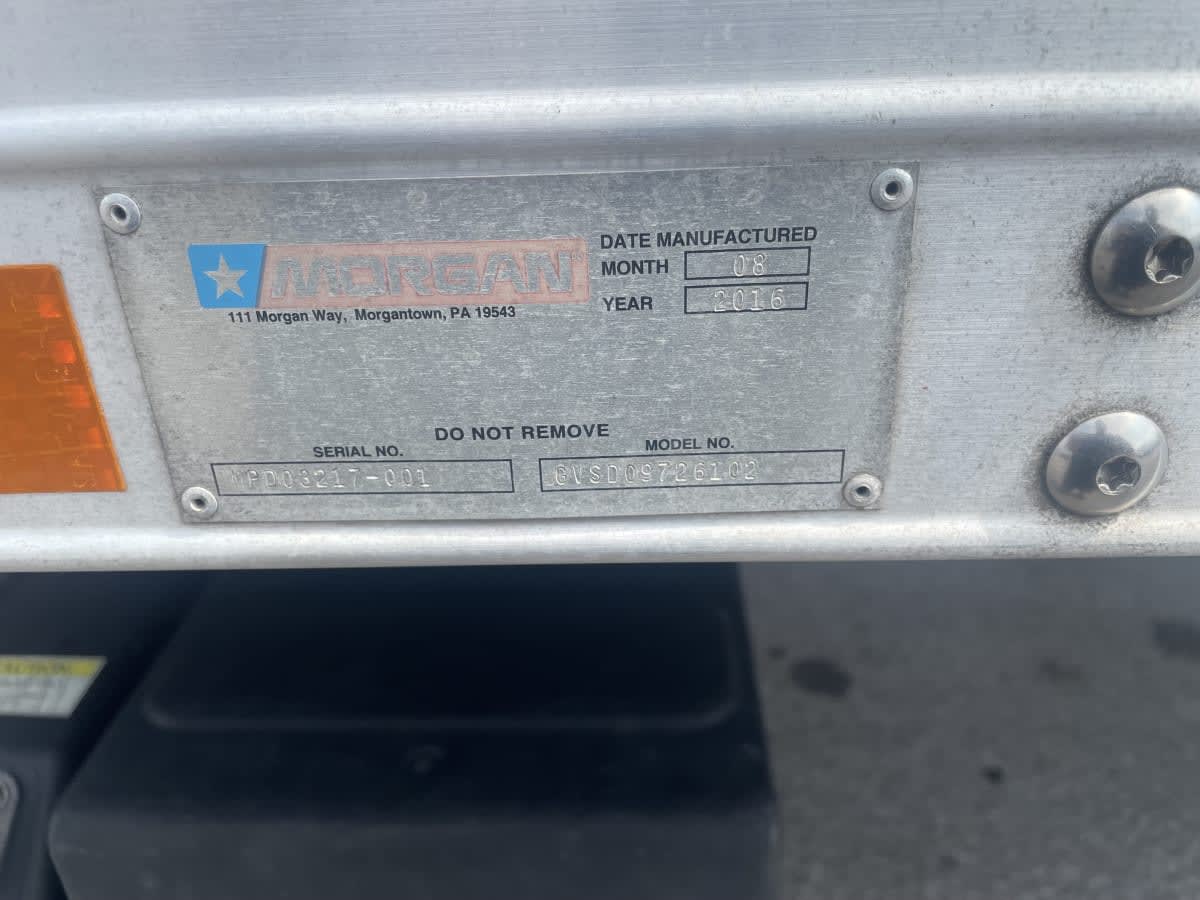 MORGAN
111 Morgan Way, Morgantown, PA 19543
DATE MANUFACTURED
MONTH 08
YEAR 2016
DO NOT REMOVE
SERIAL NO.
MODEL NO.
GVSD09726102
CAUTION